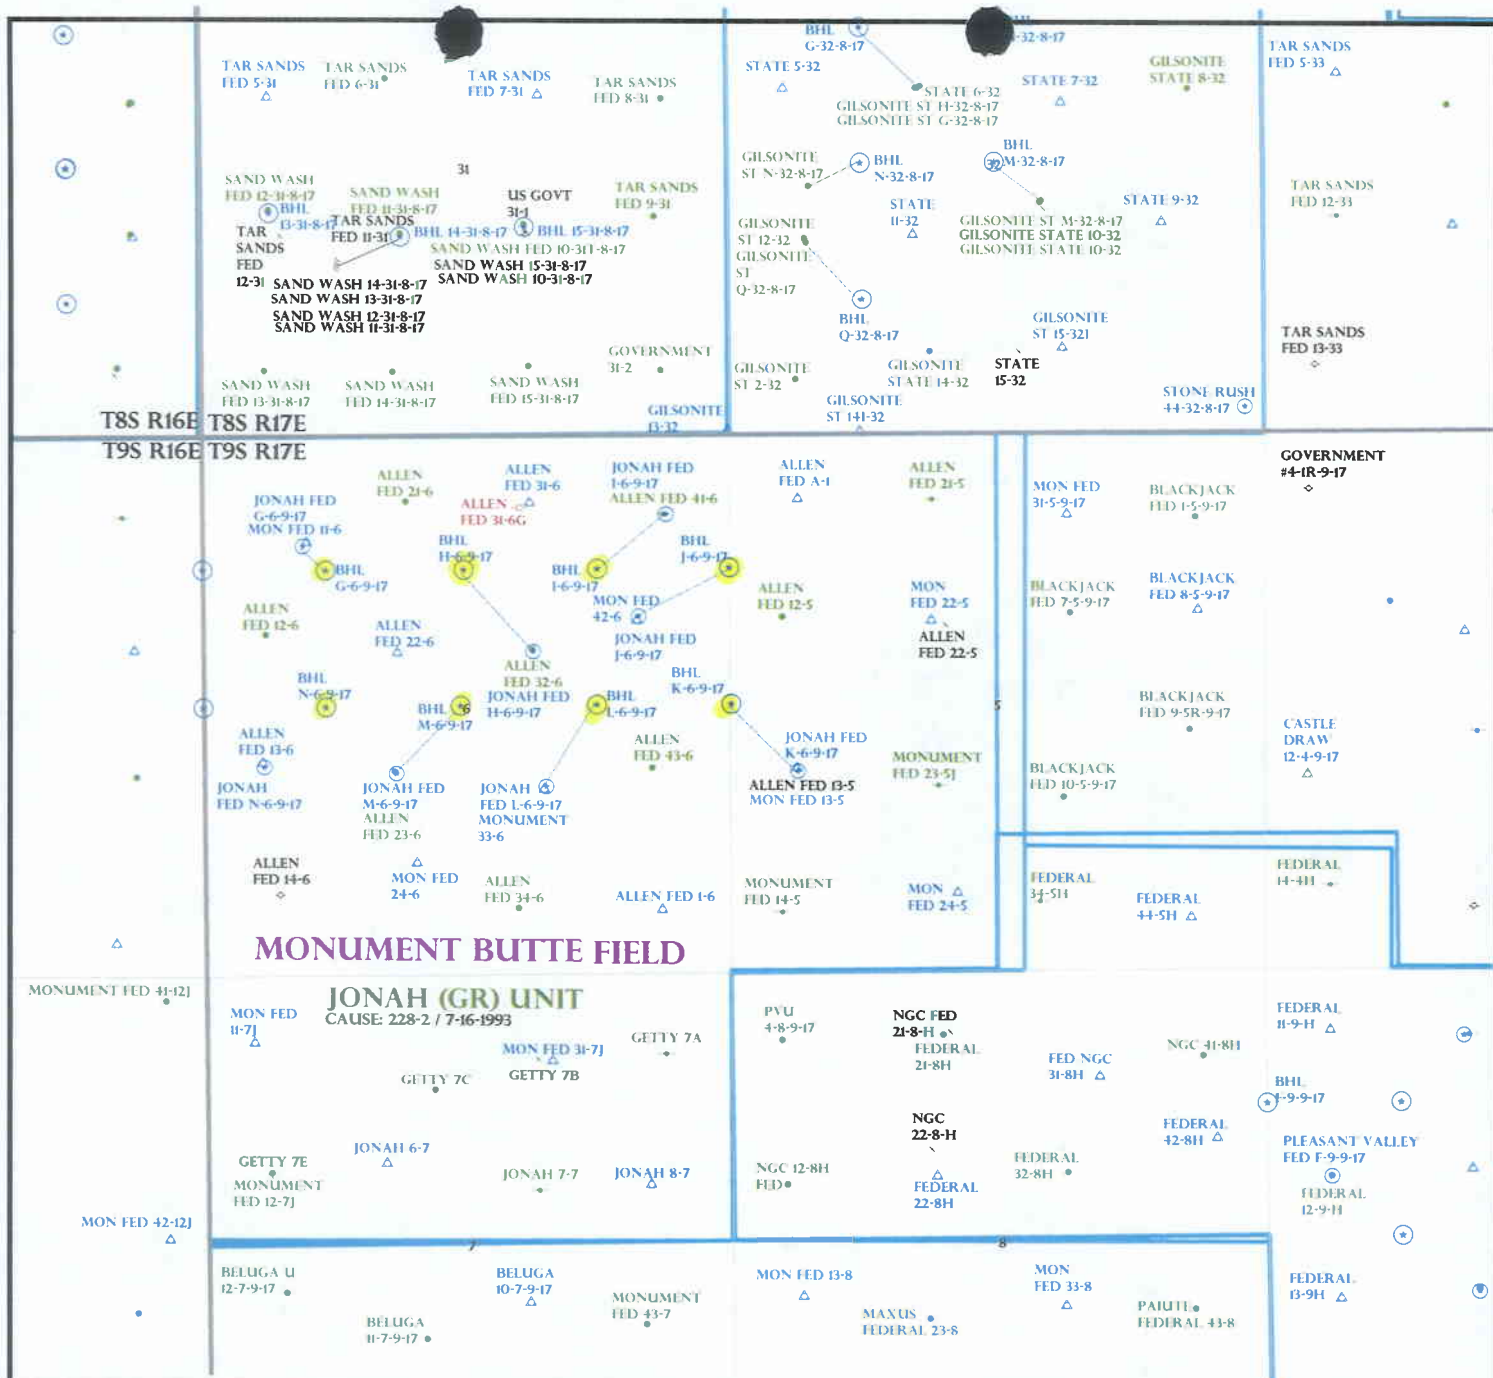 TAR SANDS
FED 5-31
TAR SANDS
FED 6-31
TAR SANDS
FED 7-31
TAR SANDS
FED 8-31
BHL
G-32-8-17
-32-8-17
STATE 5-32
STATE 6-32
GILSONITE ST H-32-8-17
GILSONITE ST G-32-8-17
STATE 7-32
GILSONITE
STATE 8-32
TAR SANDS
FED 5-33
31
SAND WASH
FED 12-31-8-17
BHL
13-31-8-17
SAND WASH
FED 11-31-8-17
TAR SANDS
FED 11-31
BHL 14-31-8-17
US GOVT
31-1
BHL 15-31-8-17
TAR SANDS
FED 9-31
TAR
SANDS
FED
12-31
SAND WASH FED 10-31T-8-17
SAND WASH 15-31-8-17
SAND WASH 10-31-8-17
SAND WASH 14-31-8-17
SAND WASH 13-31-8-17
SAND WASH 12-31-8-17
SAND WASH 11-31-8-17
GILSONITE
ST N-32-8-17
BHL
N-32-8-17
32
BHL
M-32-8-17
STATE
11-32
STATE 9-32
TAR SANDS
FED 12-33
GILSONITE
ST 12-32
GILSONITE
ST
Q-32-8-17
GILSONITE ST M-32-8-17
GILSONITE STATE 10-32
GILSONITE STATE 10-32
BHL
Q-32-8-17
GILSONITE
ST 15-32I
TAR SANDS
FED 13-33
SAND WASH
FED 13-31-8-17
SAND WASH
FED 14-31-8-17
SAND WASH
FED 15-31-8-17
GOVERNMENT
31-2
GILSONITE
ST 2-32
GILSONITE
STATE 14-32
STATE
15-32
STONE RUSH
44-32-8-17
GILSONITE
13-32
GILSONITE
ST 14I-32
T8S R16E T8S R17E
T9S R16E T9S R17E
JONAH FED
G-6-9-17
MON FED 11-6
ALLEN
FED 21-6
ALLEN
FED 31-6
ALLEN
FED 31-6G
JONAH FED
I-6-9-17
ALLEN FED 41-6
ALLEN
FED A-1
ALLEN
FED 21-5
MON FED
31-5-9-17
BLACKJACK
FED 1-5-9-17
GOVERNMENT
#4-1R-9-17
BHL
G-6-9-17
BHL
H-6-9-17
BHL
I-6-9-17
BHL
J-6-9-17
ALLEN
FED 12-6
ALLEN
FED 22-6
MON FED
42-6
JONAH FED
J-6-9-17
ALLEN
FED 12-5
MON
FED 22-5
ALLEN
FED 22-5
BLACKJACK
FED 7-5-9-17
BLACKJACK
FED 8-5-9-17
ALLEN
FED 32-6
JONAH FED
H-6-9-17
BHL
N-6-9-17
BHL
M-6-9-17
6
BHL
L-6-9-17
BHL
K-6-9-17
5
BLACKJACK
FED 9-5R-9-17
ALLEN
FED 13-6
JONAH
FED N-6-9-17
JONAH FED
M-6-9-17
ALLEN
FED 23-6
JONAH
FED L-6-9-17
MONUMENT
33-6
ALLEN
FED 43-6
JONAH FED
K-6-9-17
ALLEN FED 13-5
MON FED 13-5
MONUMENT
FED 23-5J
BLACKJACK
FED 10-5-9-17
CASTLE
DRAW
12-4-9-17
ALLEN
FED 14-6
MON FED
24-6
ALLEN
FED 34-6
ALLEN FED 1-6
MONUMENT
FED 14-5
MON
FED 24-5
FEDERAL
34-5H
FEDERAL
44-5H
FEDERAL
14-4H
MONUMENT BUTTE FIELD
JONAH (GR) UNIT
CAUSE: 228-2 / 7-16-1993
MONUMENT FED 41-12J
MON FED
11-7J
MON FED 31-7J
GETTY 7B
GETTY 7A
GETTY 7C
PVU
4-8-9-17
NGC FED
21-8-H
FEDERAL
21-8H
FED NGC
31-8H
NGC 41-8H
FEDERAL
11-9-H
BHL
-9-9-17
GETTY 7E
MONUMENT
FED 12-7J
JONAH 6-7
JONAH 7-7
JONAH 8-7
NGC 12-8H
FED
NGC
22-8-H
FEDERAL
22-8H
FEDERAL
32-8H
FEDERAL
42-8H
PLEASANT VALLEY
FED F-9-9-17
FEDERAL
12-9-H
MON FED 42-12J
7
8
BELUGA U
12-7-9-17
BELUGA
11-7-9-17
BELUGA
10-7-9-17
MONUMENT
FED 43-7
MON FED 13-8
MAXUS
FEDERAL 23-8
MON
FED 33-8
PAIUTE
FEDERAL 43-8
FEDERAL
13-9H